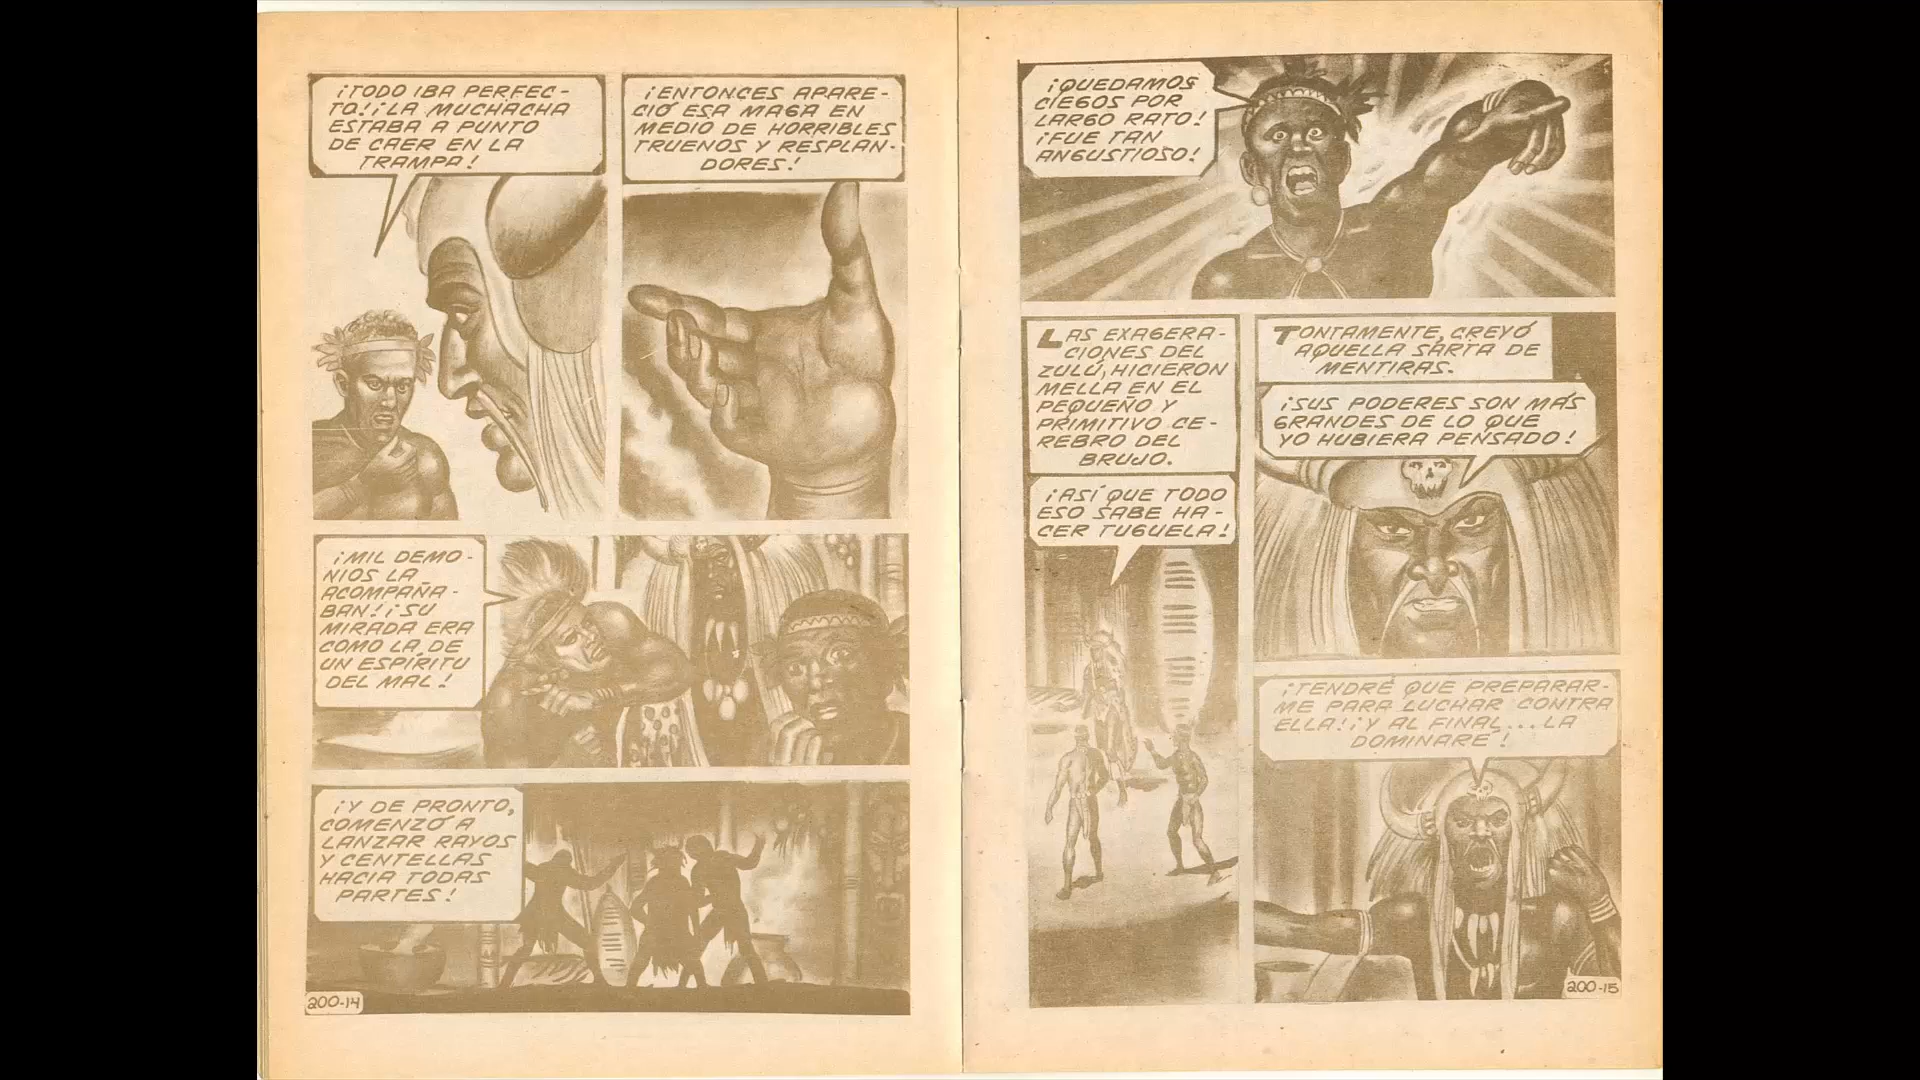 ¡TODO IBA PERFEC-
TO! ¡LA MUCHACHA
ESTABA A PUNTO
DE CAER EN LA
TRAMPA!
¡ENTONCES APARE-
CIÓ ESA MAGA EN
MEDIO DE HORRIBLES
TRUENOS Y RESPLAN-
DORES!
¡MIL DEMO-
NIOS LA
ACOMPAÑA-
BAN! ¡SU
MIRADA ERA
COMO LA DE
UN ESPÍRITU
DEL MAL!
¡Y DE PRONTO,
COMENZÓ A
LANZAR RAYOS
Y CENTELLAS
HACIA TODAS
PARTES!
200-14
¡QUEDAMOS
CIEGOS POR
LARGO RATO!
¡FUE TAN
ANGUSTIOSO!
LAS EXAGERA-
CIONES DEL
ZULÚ, HICIERON
MELLA EN EL
PEQUEÑO Y
PRIMITIVO CE-
REBRO DEL
BRUJO.
¡ASÍ QUE TODO
ESO SABE HA-
CER TUGUELA!
TONTAMENTE, CREYÓ
AQUELLA SARTA DE
MENTIRAS.
¡SUS PODERES SON MÁS
GRANDES DE LO QUE
YO HUBIERA PENSADO!
¡TENDRÉ QUE PREPARAR-
ME PARA LUCHAR CONTRA
ELLA! ¡Y AL FINAL... LA
DOMINARÉ!
200-15